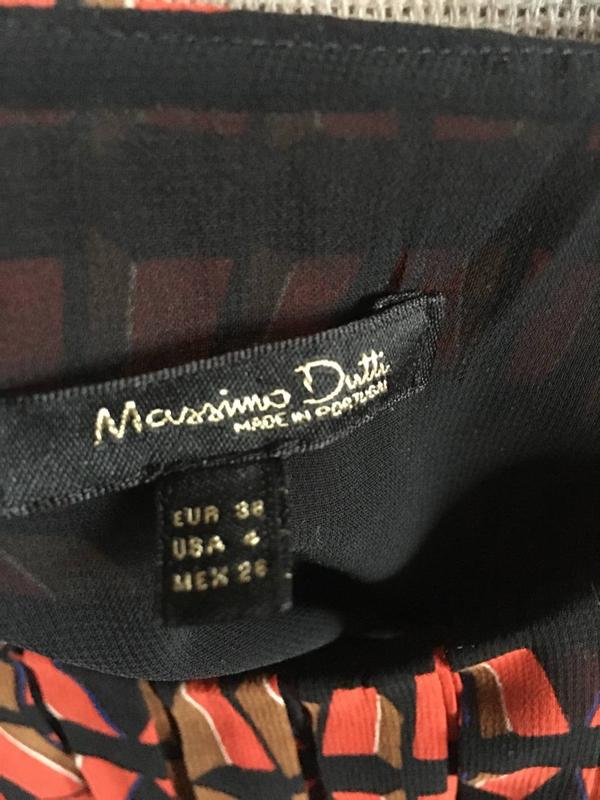 Massimo Dutti
MADE IN PORTUGAL
EUR 38
USA 4
MEX 26